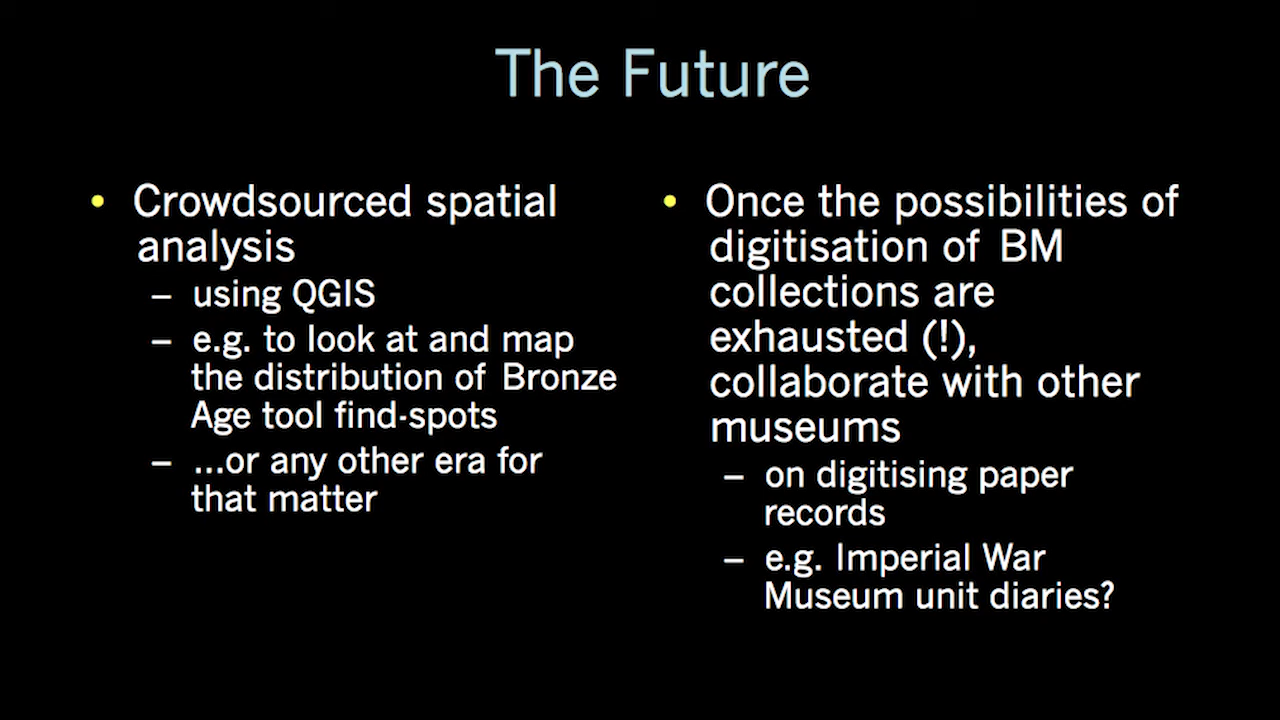 The Future
• Crowdsourced spatial
analysis
– using QGIS
– e.g. to look at and map
the distribution of Bronze
Age tool find-spots
– ...or any other era for
that matter
• Once the possibilities of
digitisation of BM
collections are
exhausted (!),
collaborate with other
museums
– on digitising paper
records
– e.g. Imperial War
Museum unit diaries?